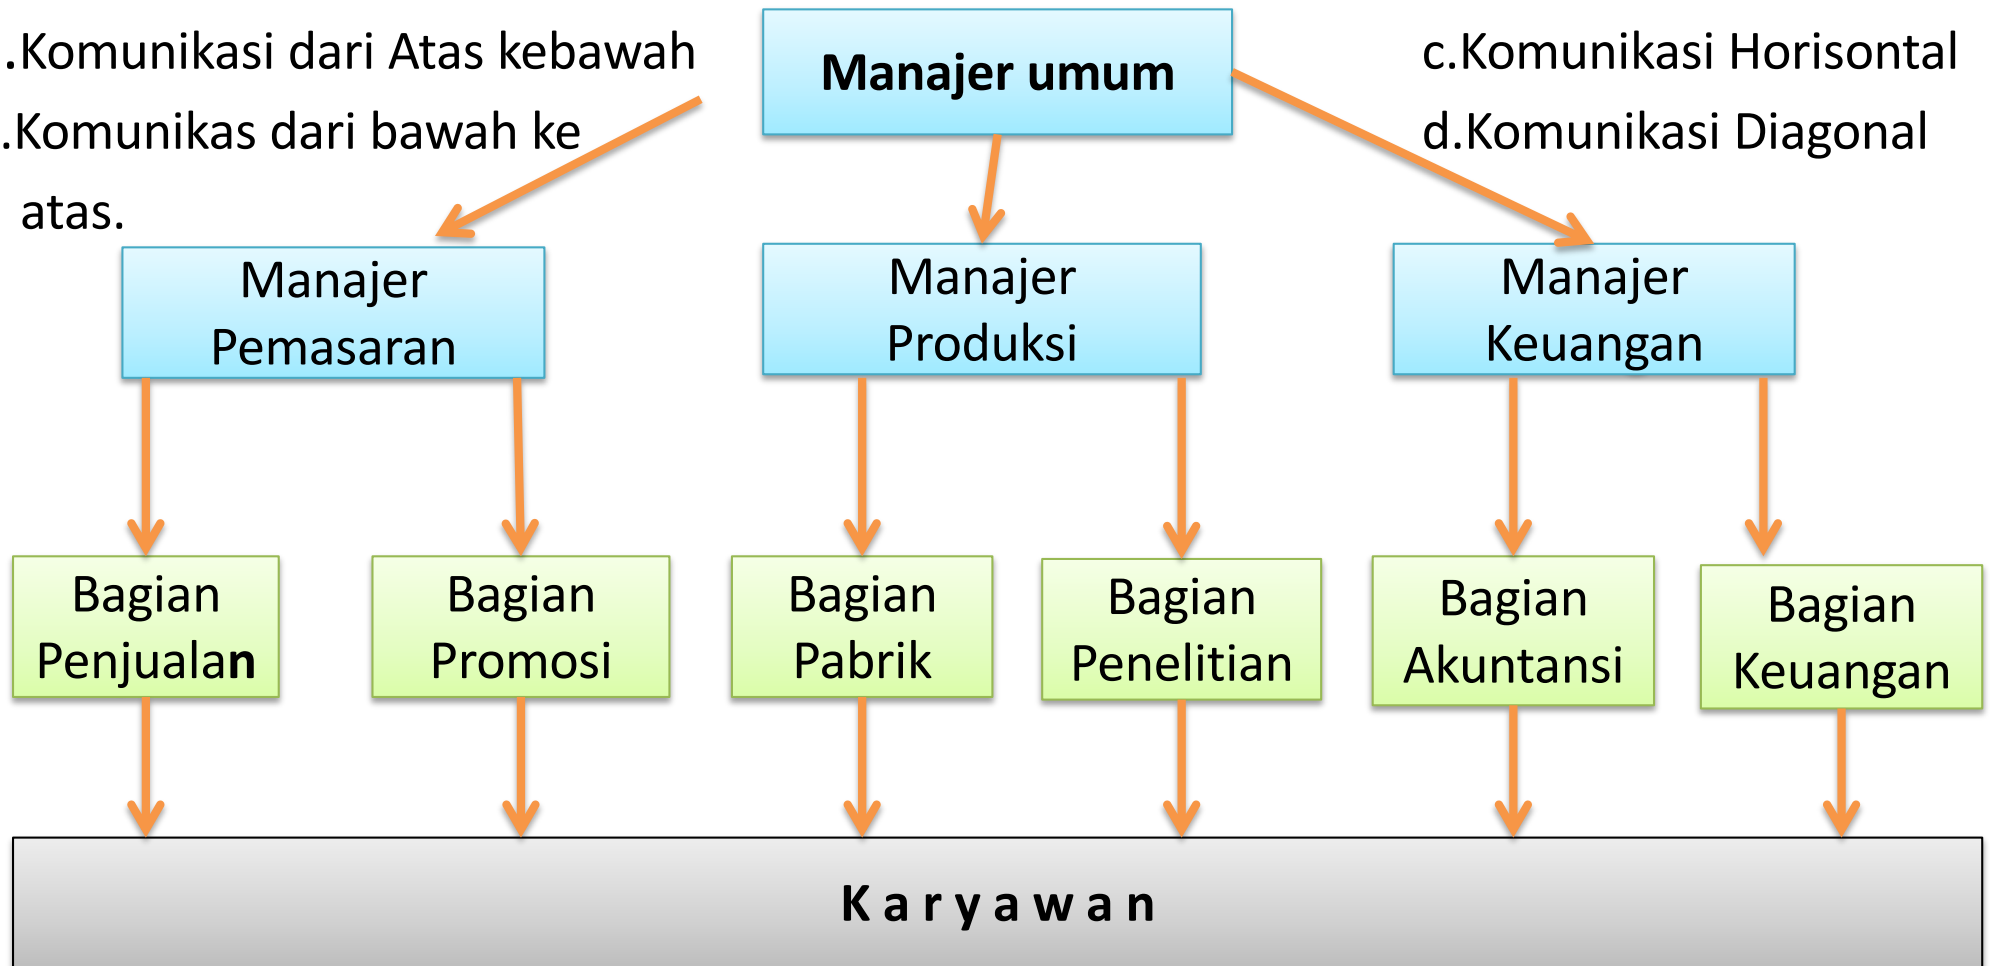 .Komunikasi dari Atas kebawah
.Komunikas dari bawah ke
atas.
Manajer umum
c.Komunikasi Horisontal
d.Komunikasi Diagonal
Manajer
Pemasaran
Manajer
Produksi
Manajer
Keuangan
Bagian
Penjualan
Bagian
Promosi
Bagian
Pabrik
Bagian
Penelitian
Bagian
Akuntansi
Bagian
Keuangan
K a r y a w a n